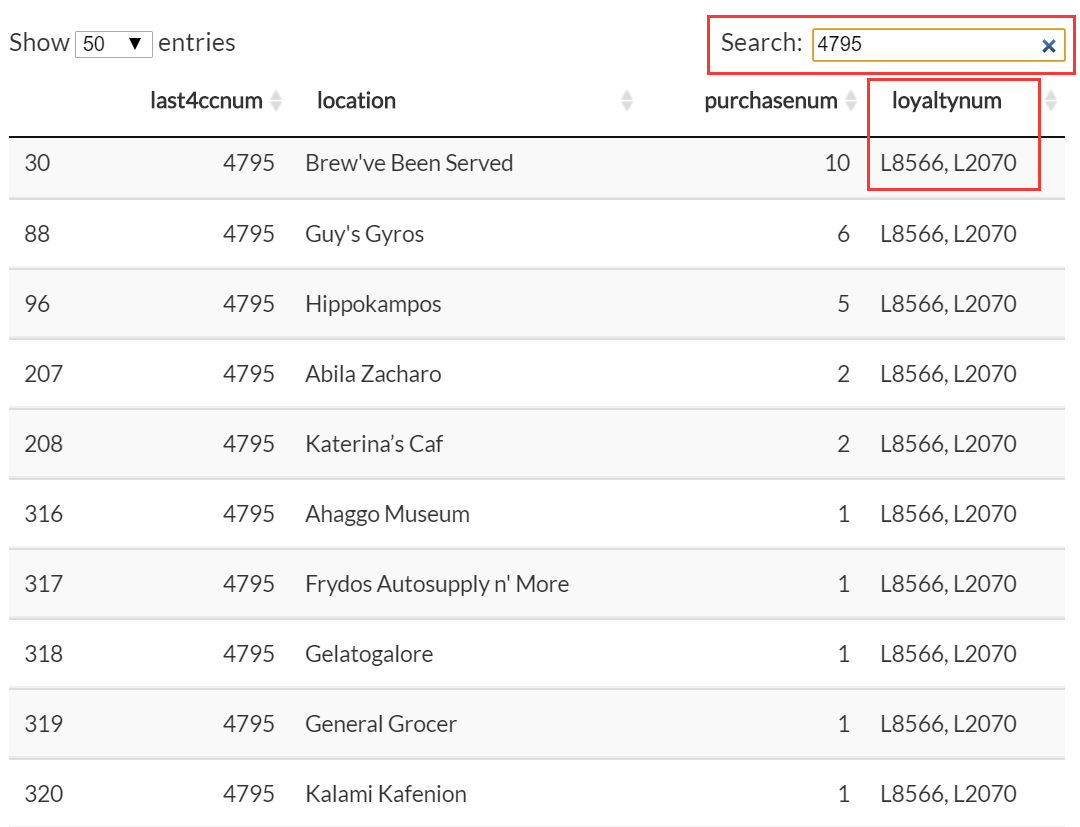 Show 50 ▼ entries Search: 4795 ×
last4ccnum location purchasenum loyaltynum
30 4795 Brew've Been Served 10 L8566, L2070
88 4795 Guy's Gyros 6 L8566, L2070
96 4795 Hippokampos 5 L8566, L2070
207 4795 Abila Zacharo 2 L8566, L2070
208 4795 Katerina’s Caf 2 L8566, L2070
316 4795 Ahaggo Museum 1 L8566, L2070
317 4795 Frydos Autosupply n' More 1 L8566, L2070
318 4795 Gelatogalore 1 L8566, L2070
319 4795 General Grocer 1 L8566, L2070
320 4795 Kalami Kafenion 1 L8566, L2070